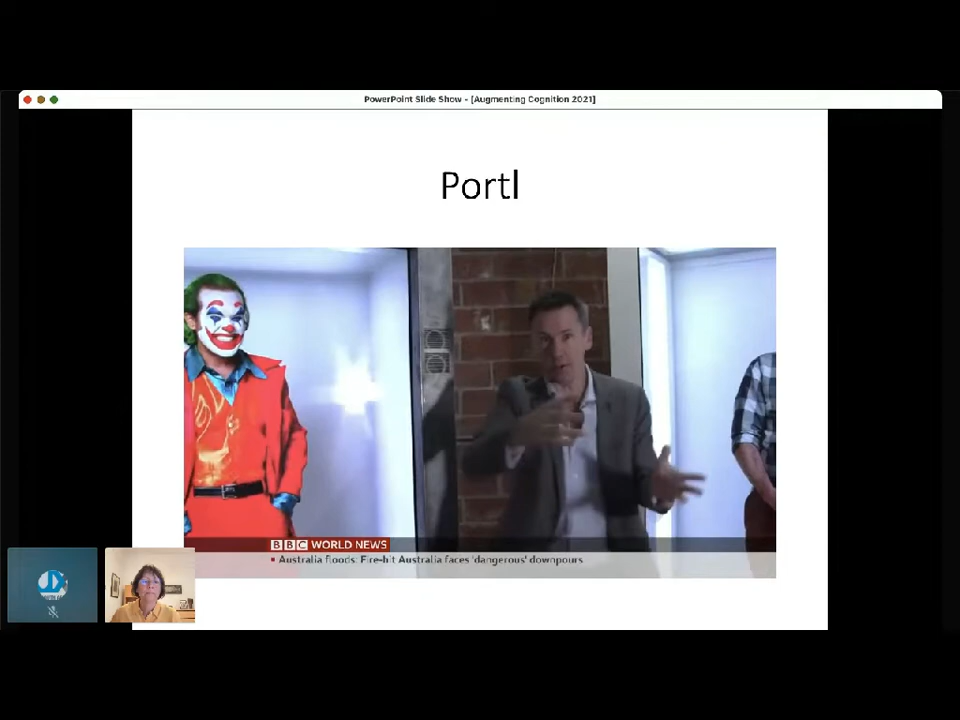 PowerPoint Slide Show - [Augmenting Cognition 2021]
Portl
BBC WORLD NEWS
Australia floods: Fire-hit Australia faces 'dangerous' downpours